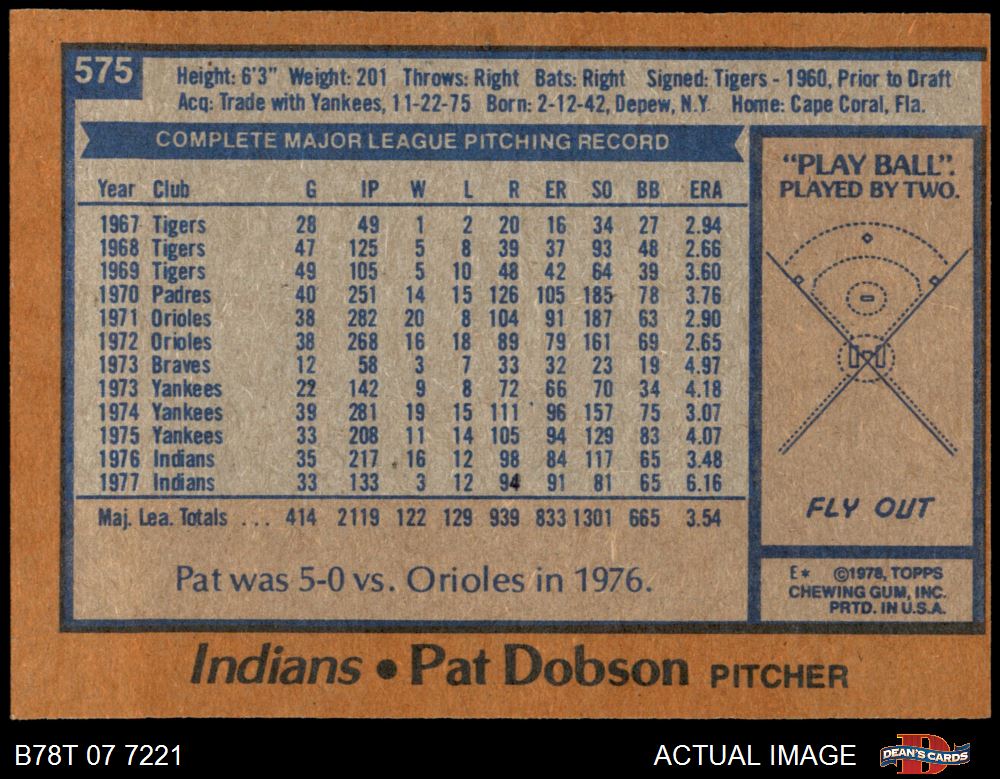 575
Height: 6'3" Weight: 201 Throws: Right Bats: Right Signed: Tigers - 1960, Prior to Draft
Acq: Trade with Yankees, 11-22-75 Born: 2-12-42, Depew, N.Y. Home: Cape Coral, Fla.
COMPLETE MAJOR LEAGUE PITCHING RECORD
Year Club G IP W L R ER SO BB ERA
1967 Tigers 28 49 1 2 20 16 34 27 2.94
1968 Tigers 47 125 5 8 39 37 93 48 2.66
1969 Tigers 49 105 5 10 48 42 64 39 3.60
1970 Padres 40 251 14 15 126 105 185 78 3.76
1971 Orioles 38 282 20 8 104 91 187 63 2.90
1972 Orioles 38 268 16 18 89 79 161 69 2.65
1973 Braves 12 58 3 7 33 32 23 19 4.97
1973 Yankees 22 142 9 8 72 66 70 34 4.18
1974 Yankees 39 281 19 15 111 96 157 75 3.07
1975 Yankees 33 208 11 14 105 94 129 83 4.07
1976 Indians 35 217 16 12 98 84 117 65 3.48
1977 Indians 33 133 3 12 94 91 81 65 6.16
Maj. Lea. Totals ... 414 2119 122 129 939 833 1301 665 3.54
Pat was 5-0 vs. Orioles in 1976.
"PLAY BALL".
PLAYED BY TWO.
FLY OUT
E* ©1978, TOPPS
CHEWING GUM, INC.
PRTD. IN U.S.A.
Indians • Pat Dobson PITCHER
B78T 07 7221
ACTUAL IMAGE
DEAN'S CARDS